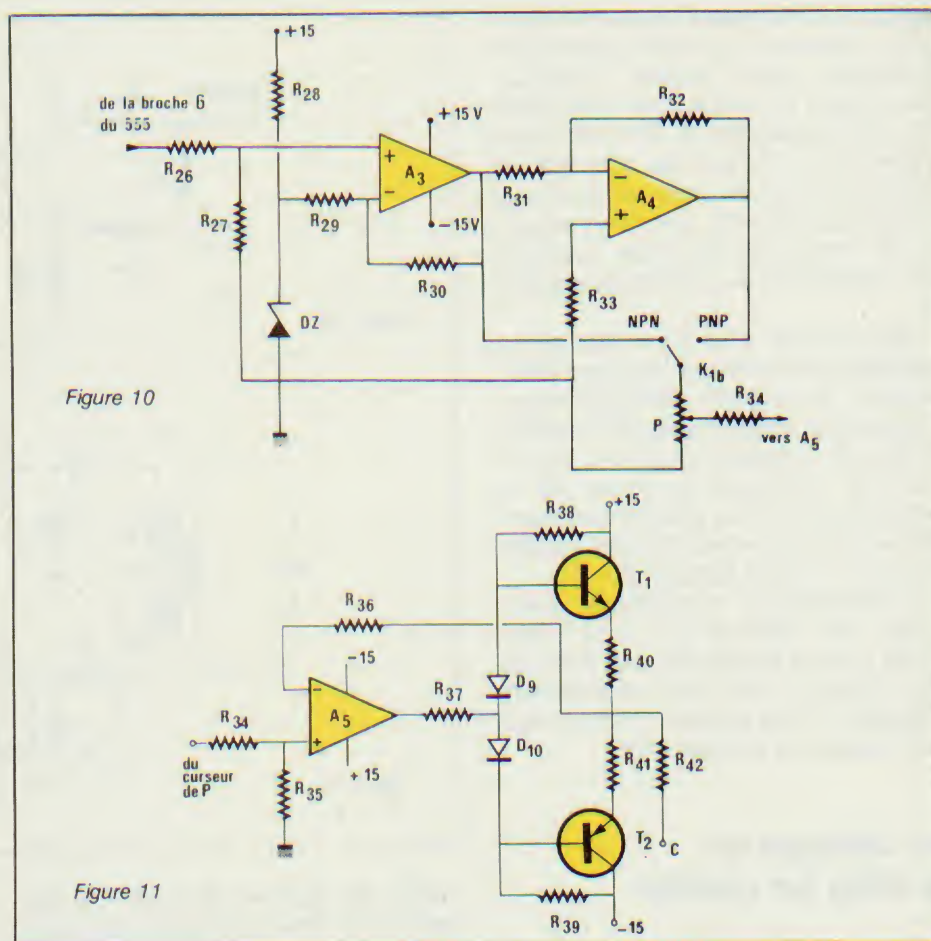 +15
R28
de la broche 6
du 555
R26
R27
R29
+15V
A3
-15V
R30
R31
R32
A4
R33
NPN
PNP
K1b
DZ
R34
P
vers A5
Figure 10
+15
R38
T1
R36
R40
-15
D9
R37
A5
R34
D10
R41
R42
du
curseur
de P
R35
+15
T2
C
R39
-15
Figure 11